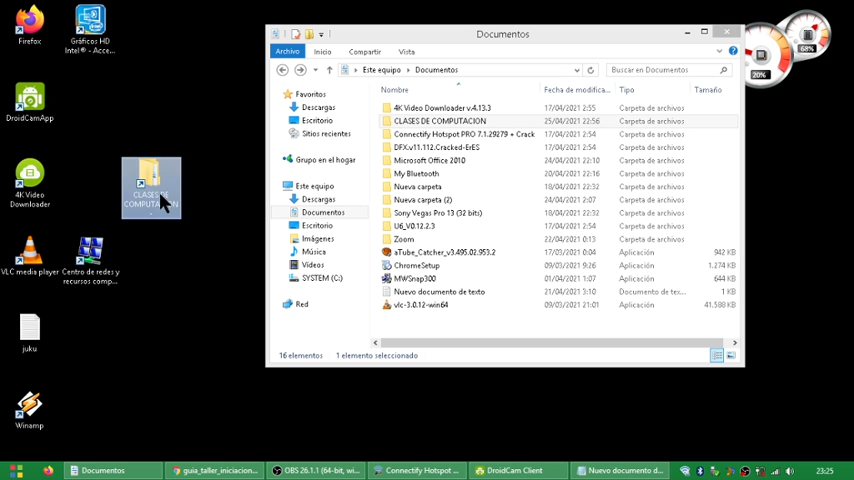 Firefox
Gráficos HD
Intel® - Acce...
DroidCamApp
4K Video
Downloader
CLASES DE
COMPUTACION
VLC media player
Centro de redes y
recursos comp...
juku
Winamp
Documentos
Archivo
Inicio
Compartir
Vista
Este equipo
Documentos
Buscar en Documentos
Favoritos
Descargas
Escritorio
Sitios recientes
Grupo en el hogar
Este equipo
Descargas
Documentos
Escritorio
Imágenes
Música
Vídeos
SYSTEM (C:)
Red
Nombre Fecha de modifica... Tipo Tamaño
4K Video Downloader v.4.13.3 17/03/2021 2:55 Carpeta de archivos
CLASES DE COMPUTACION 25/04/2021 22:56 Carpeta de archivos
Connectify Hotspot PRO 7.1.29279 + Crack 17/03/2021 2:54 Carpeta de archivos
DFX.v11.112.Cracked-ErES 17/03/2021 2:54 Carpeta de archivos
Microsoft Office 2010 24/04/2021 22:10 Carpeta de archivos
My Bluetooth 20/04/2021 22:16 Carpeta de archivos
Nueva carpeta 18/04/2021 22:32 Carpeta de archivos
Nueva carpeta (2) 24/04/2021 22:07 Carpeta de archivos
Sony Vegas Pro 13 (32 bits) 18/04/2021 22:32 Carpeta de archivos
U6_V0.12.2.3 17/03/2021 2:54 Carpeta de archivos
Zoom 22/04/2021 0:13 Carpeta de archivos
aTube_Catcher_v3.495.02.953.2 17/03/2021 0:04 Aplicación 942 KB
ChromeSetup 09/03/2021 9:26 Aplicación 1.274 KB
MWSnap300 01/04/2021 1:07 Aplicación 644 KB
Nuevo documento de texto 21/04/2021 3:10 Documento de tex... 1 KB
vlc-3.0.12-win64 09/03/2021 21:01 Aplicación 41.588 KB
16 elementos 1 elemento seleccionado
20%
68%
Documentos
guia_taller_iniciacion...
OBS 26.1.1 (64-bit, wi...
Connectify Hotspot ...
DroidCam Client
Nuevo documento d...
23:25